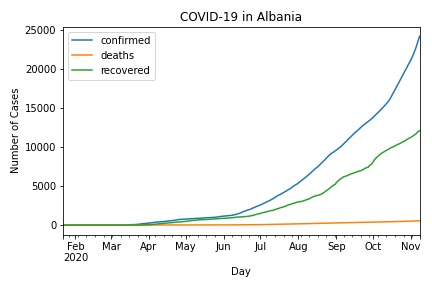 COVID-19 in Albania
confirmed
deaths
recovered
Number of Cases
25000
20000
15000
10000
5000
0
Feb Mar Apr May Jun Jul Aug Sep Oct Nov
2020
Day